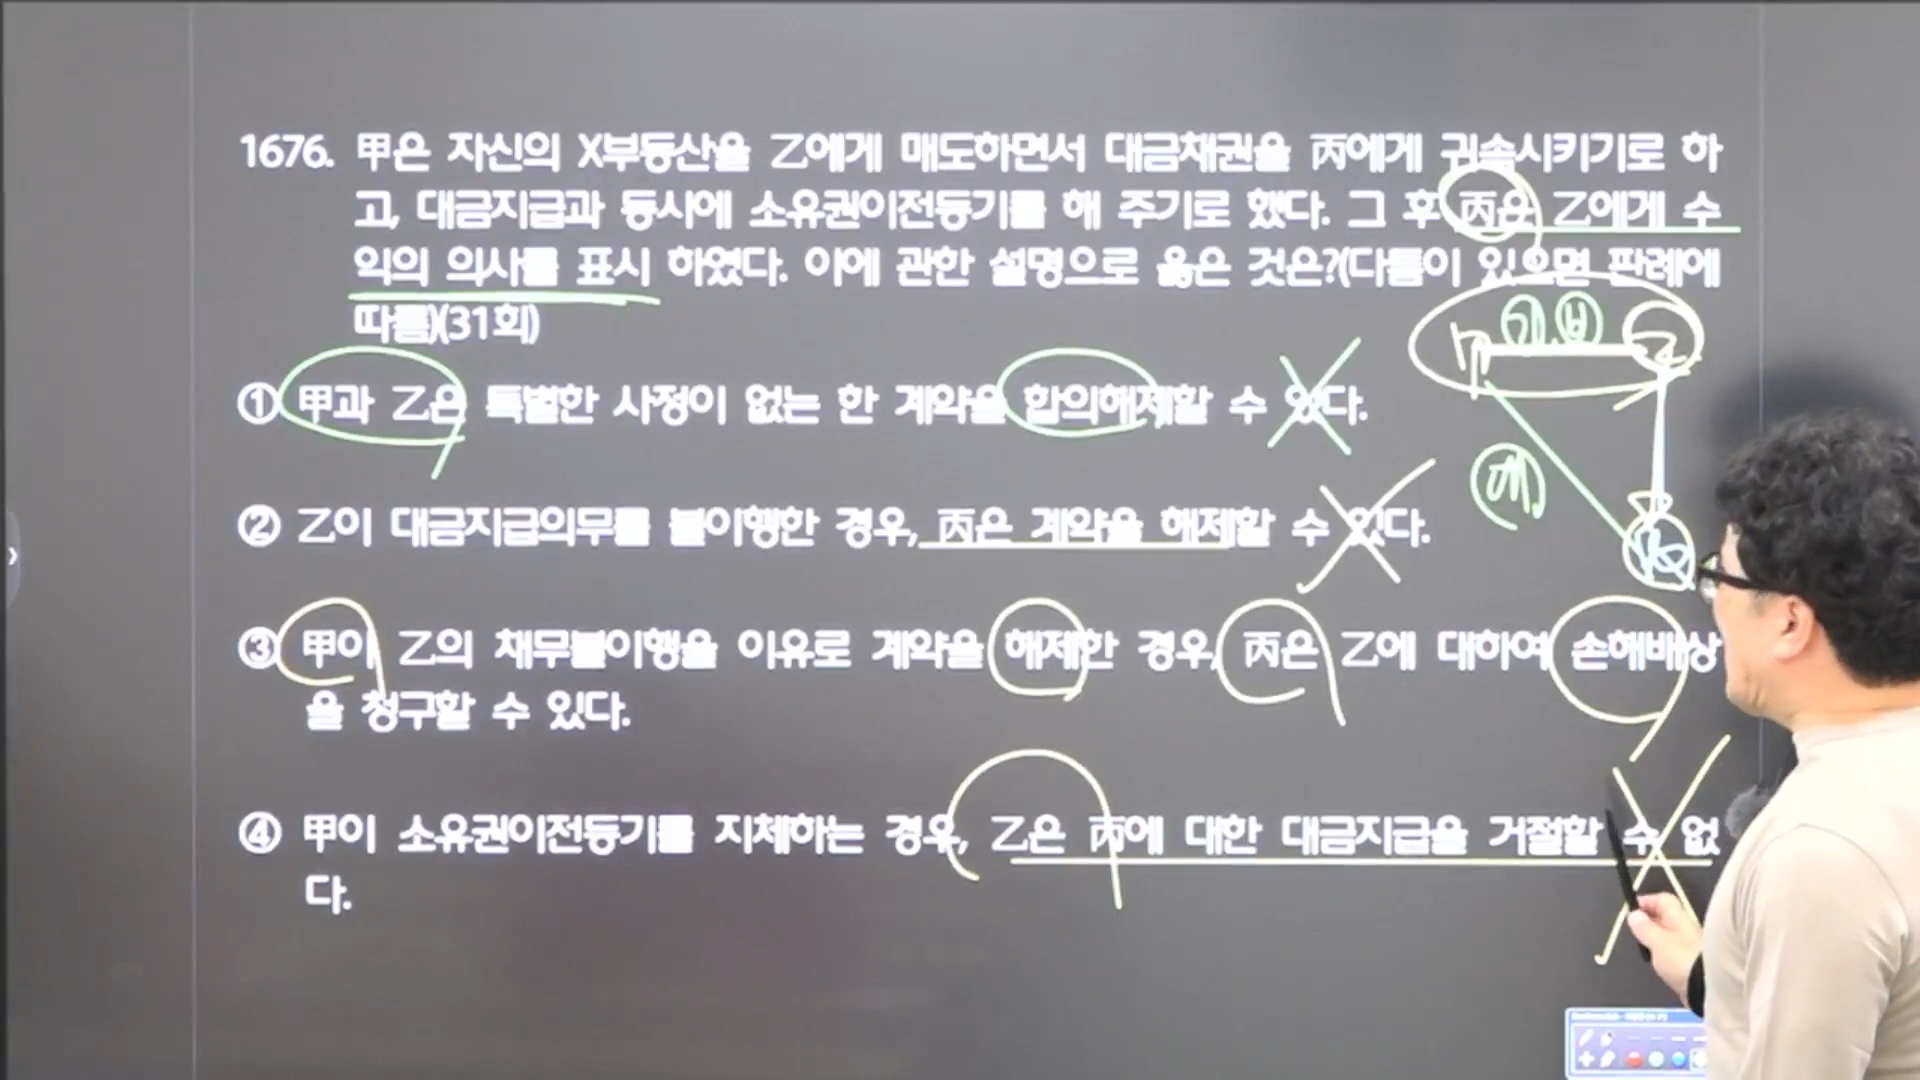 1676. 甲은 자신의 X부동산을 乙에게 매도하면서 대금채권을 丙에게 귀속시키기로 하
고, 대금지급과 동시에 소유권이전등기를 해 주기로 했다. 그 후 丙은 乙에게 수
익의 의사를 표시 하였다. 이에 관한 설명으로 옳은 것은?(다툼이 있으면 판례에
따름)(31회)
① 甲과 乙은 특별한 사정이 없는 한 계약을 합의해제할 수 있다.
② 乙이 대금지급의무를 불이행한 경우, 丙은 계약을 해제할 수 있다.
③ 甲이 乙의 채무불이행을 이유로 계약을 해제한 경우, 丙은 乙에 대하여 손해배상
을 청구할 수 있다.
④ 甲이 소유권이전등기를 지체하는 경우, 乙은 丙에 대한 대금지급을 거절할 수 없
다.